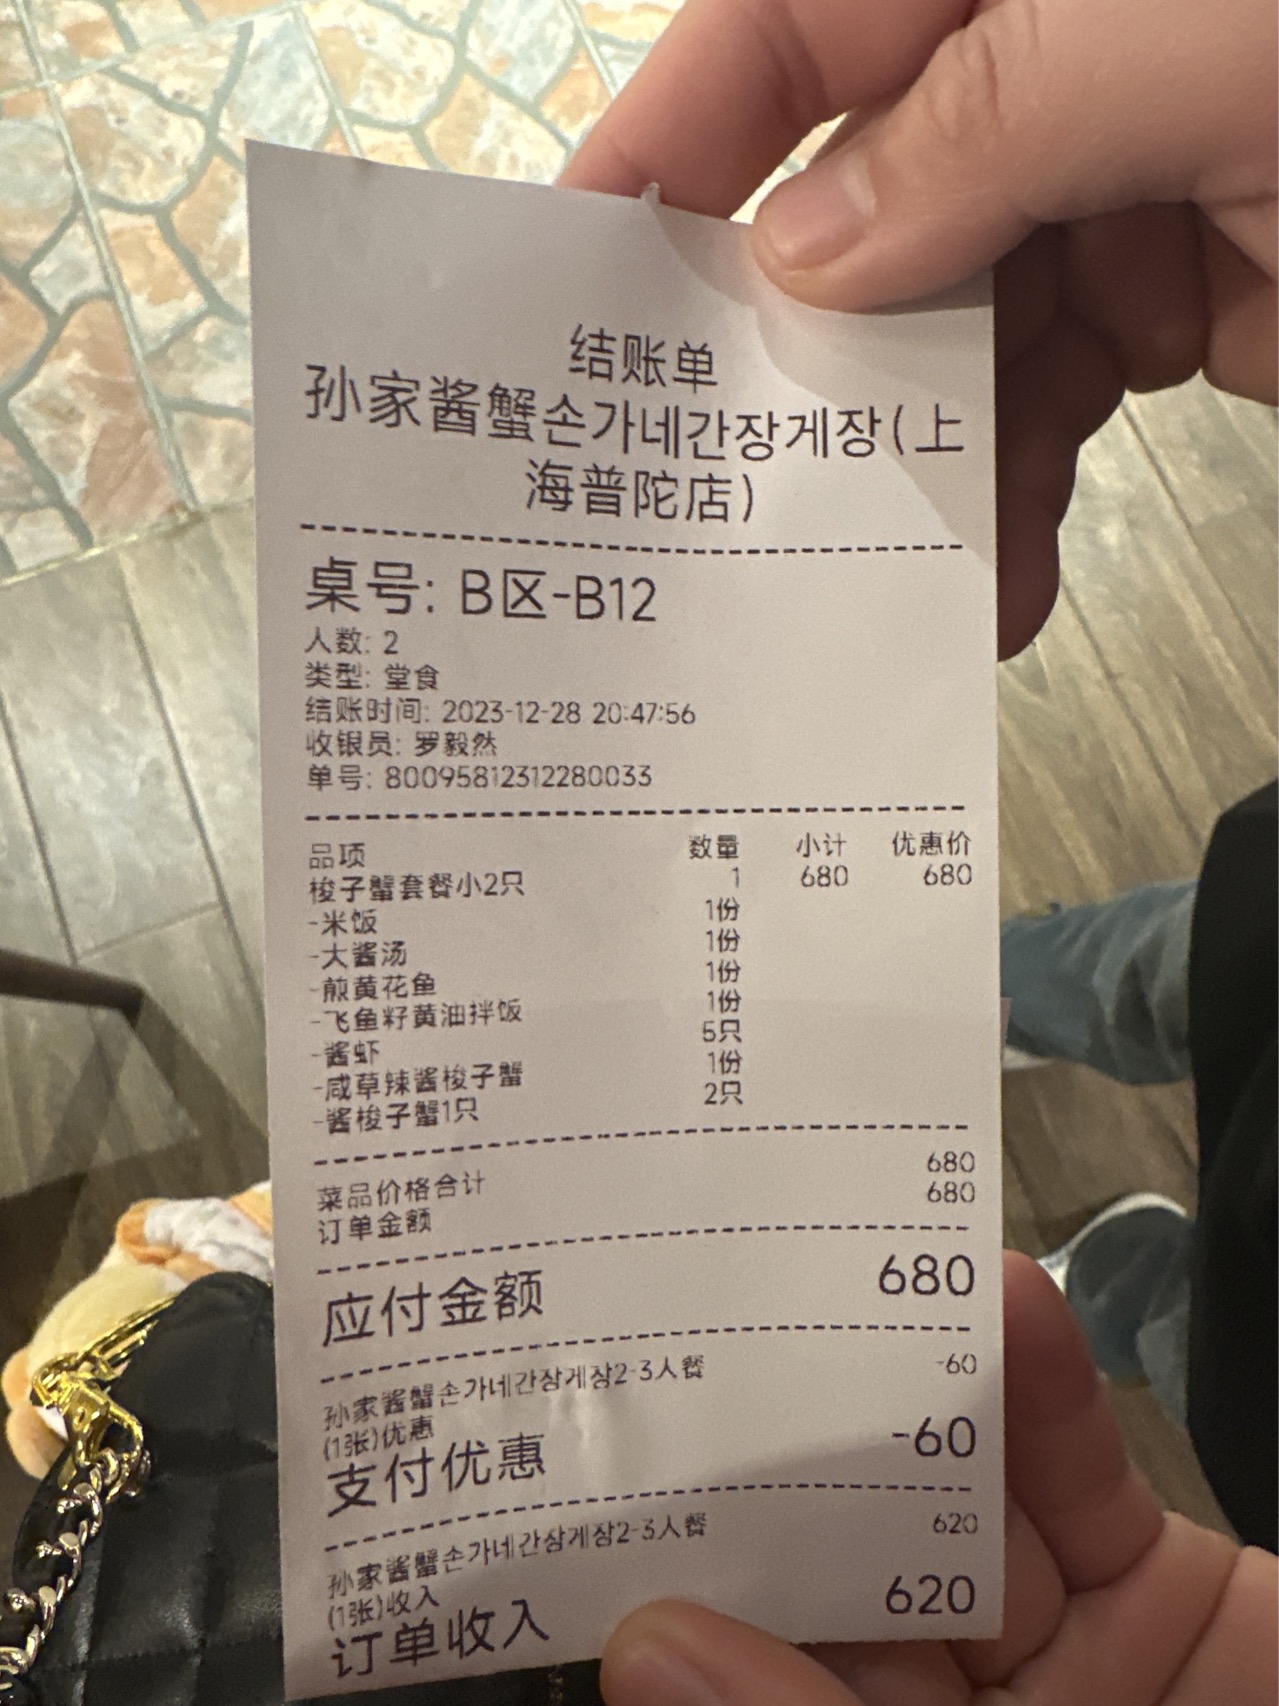 结账单
孙家酱蟹손가네간장게장(上
海普陀店)
桌号: B区-B12
人数: 2
类型: 堂食
结账时间: 2023-12-28 20:47:56
收银员: 罗毅然
单号: 80095812312280033
品项 数量 小计 优惠价
梭子蟹套餐小2只 1 680 680
-米饭 1份
-大酱汤 1份
-煎黄花鱼 1份
-飞鱼籽黄油拌饭 1份
-酱虾 5只
-咸草辣酱梭子蟹 1份
-酱梭子蟹1只 2只
菜品价格合计 680
订单金额 680
应付金额 680
孙家酱蟹손가네간장게장2-3人餐 -60
(1张)优惠
支付优惠 -60
孙家酱蟹손가네간장게장2-3人餐 620
(1张)收入
订单收入 620